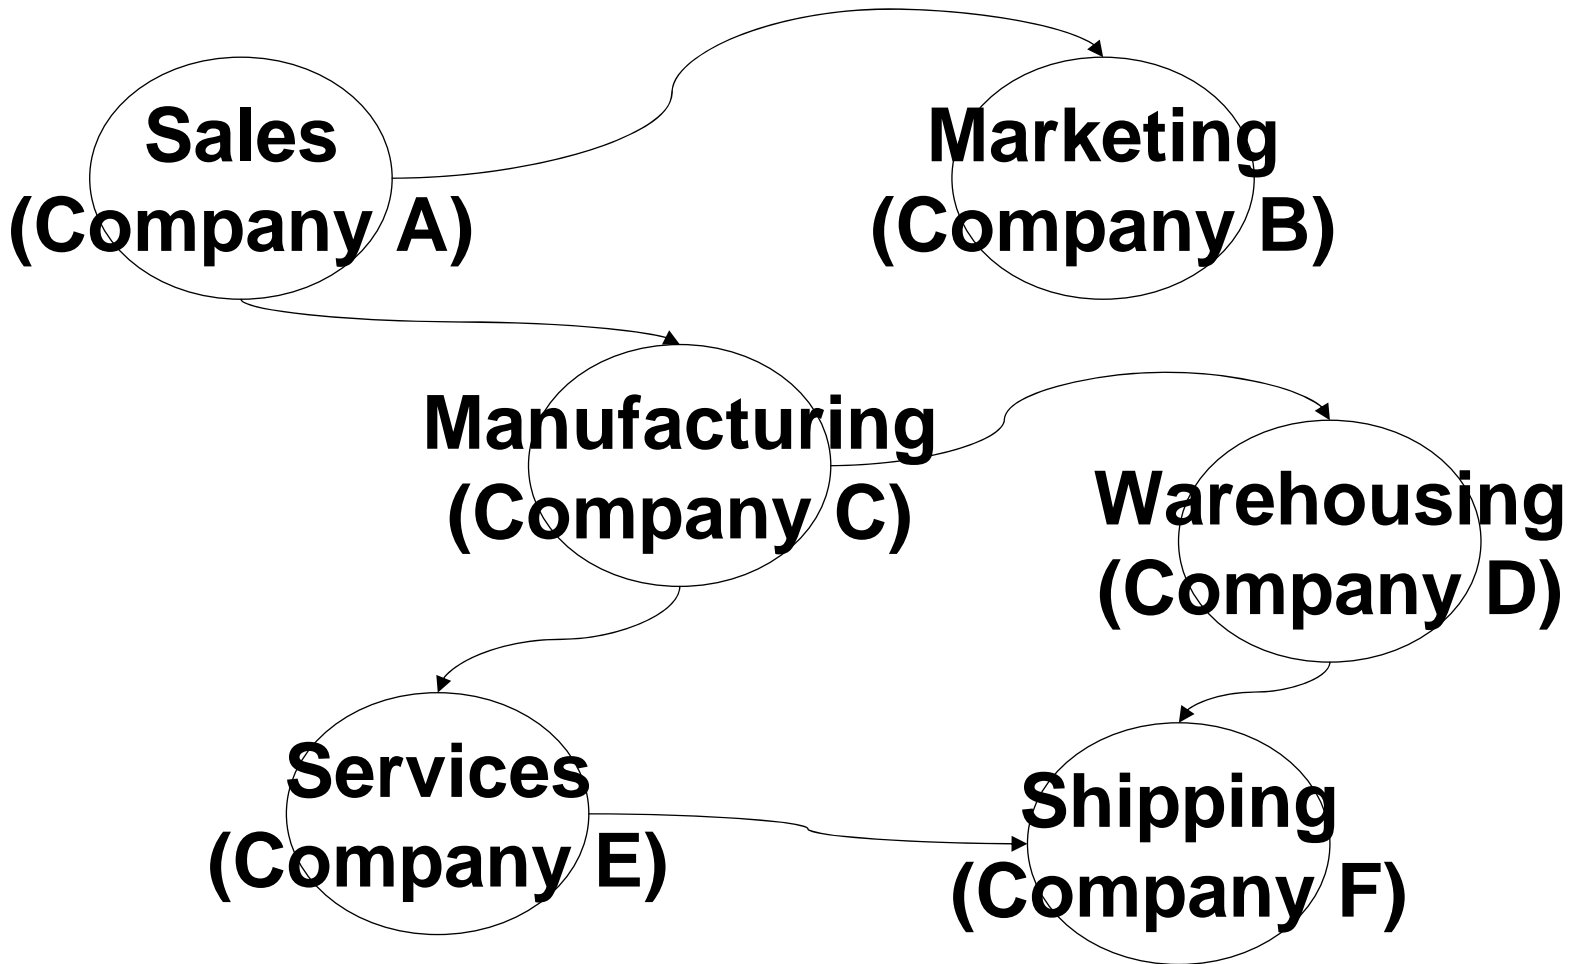 Sales
(Company A)
Marketing
(Company B)
Manufacturing
(Company C)
Warehousing
(Company D)
Services
(Company E)
Shipping
(Company F)